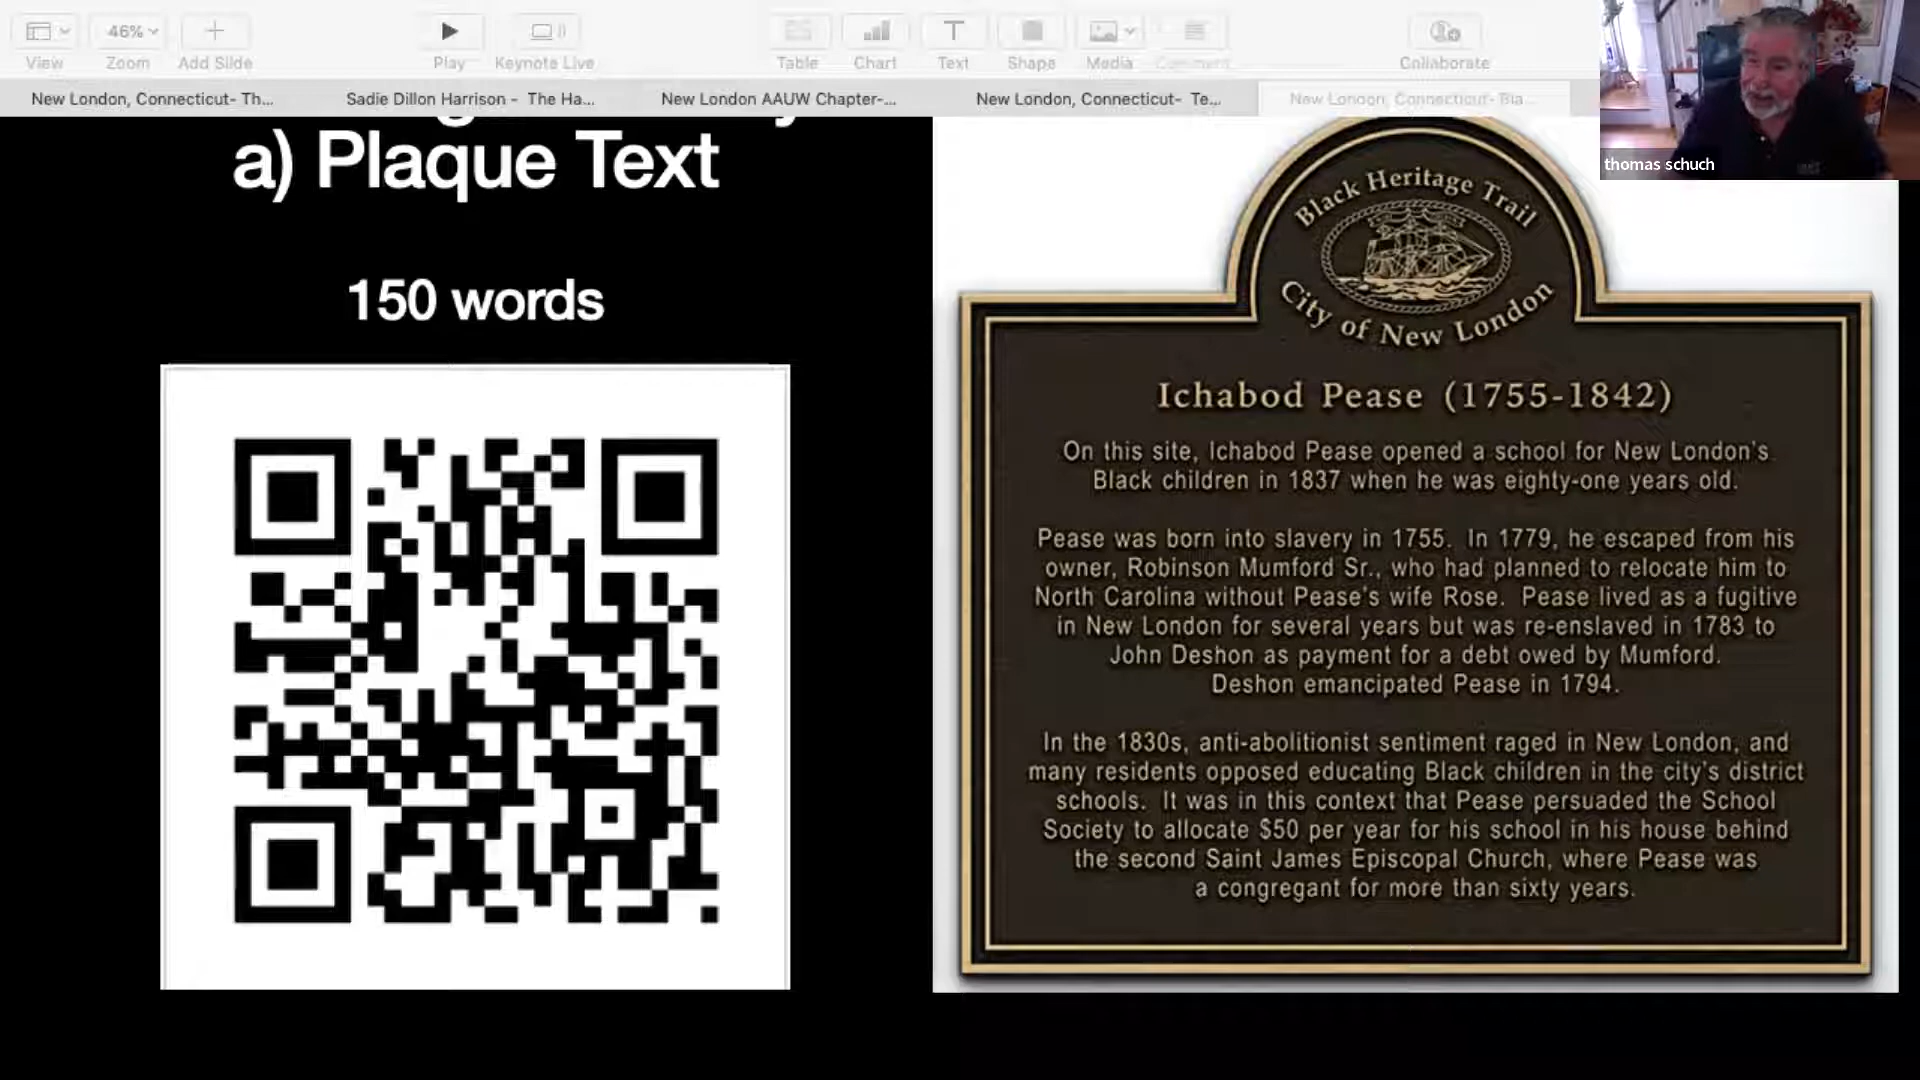 View
46%
Zoom
Add Slide
Play
Keynote Live
Table
Chart
Text
Shape
Media
Comment
Collaborate
New London, Connecticut- Th...
Sadie Dillon Harrison - The Ha...
New London AAUW Chapter-...
New London, Connecticut- Te...
New London, Connecticut- Bla...
thomas schuch
a) Plaque Text
150 words
Black Heritage Trail
City of New London
Ichabod Pease (1755-1842)
On this site, Ichabod Pease opened a school for New London's
Black children in 1837 when he was eighty-one years old.
Pease was born into slavery in 1755. In 1779, he escaped from his
owner, Robinson Mumford Sr., who had planned to relocate him to
North Carolina without Pease's wife Rose. Pease lived as a fugitive
in New London for several years but was re-enslaved in 1783 to
John Deshon as payment for a debt owed by Mumford.
Deshon emancipated Pease in 1794.
In the 1830s, anti-abolitionist sentiment raged in New London, and
many residents opposed educating Black children in the city's district
schools. It was in this context that Pease persuaded the School
Society to allocate $50 per year for his school in his house behind
the second Saint James Episcopal Church, where Pease was
a congregant for more than sixty years.